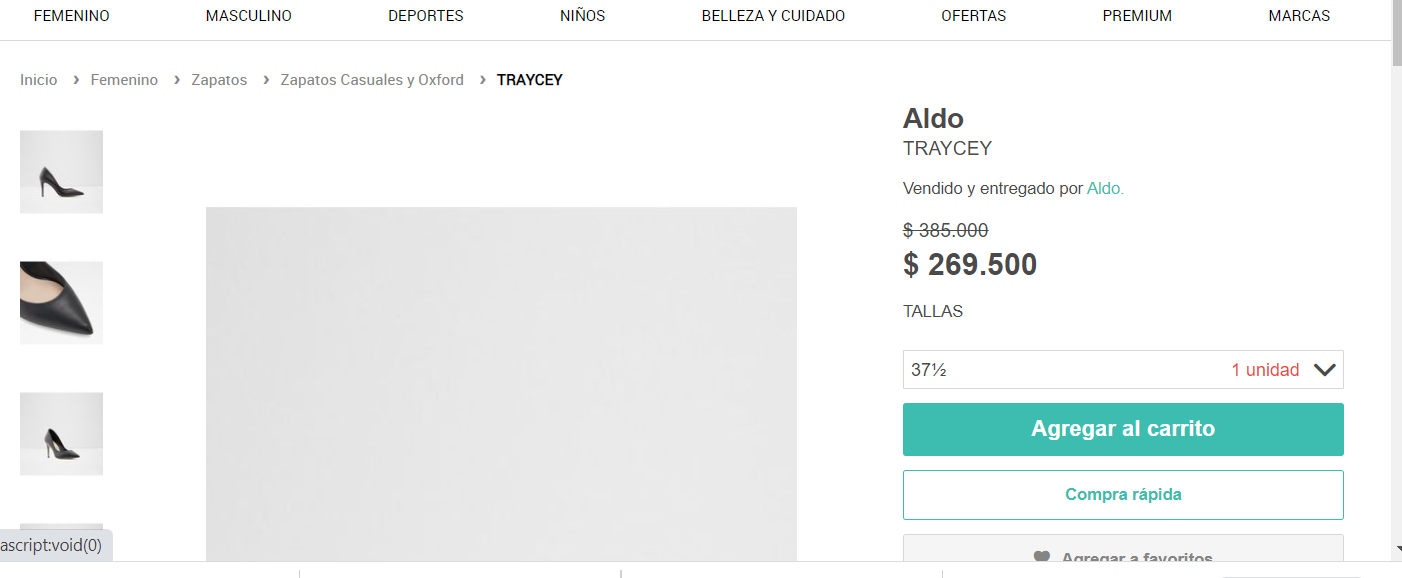 FEMENINO MASCULINO DEPORTES NIÑOS BELLEZA Y CUIDADO OFERTAS PREMIUM MARCAS
Inicio › Femenino › Zapatos › Zapatos Casuales y Oxford › TRAYCEY
Aldo
TRAYCEY
Vendido y entregado por Aldo.
$ 385.000
$ 269.500
TALLAS
37½ 1 unidad
Agregar al carrito
Compra rápida
Agregar a favoritos
ascript:void(0)